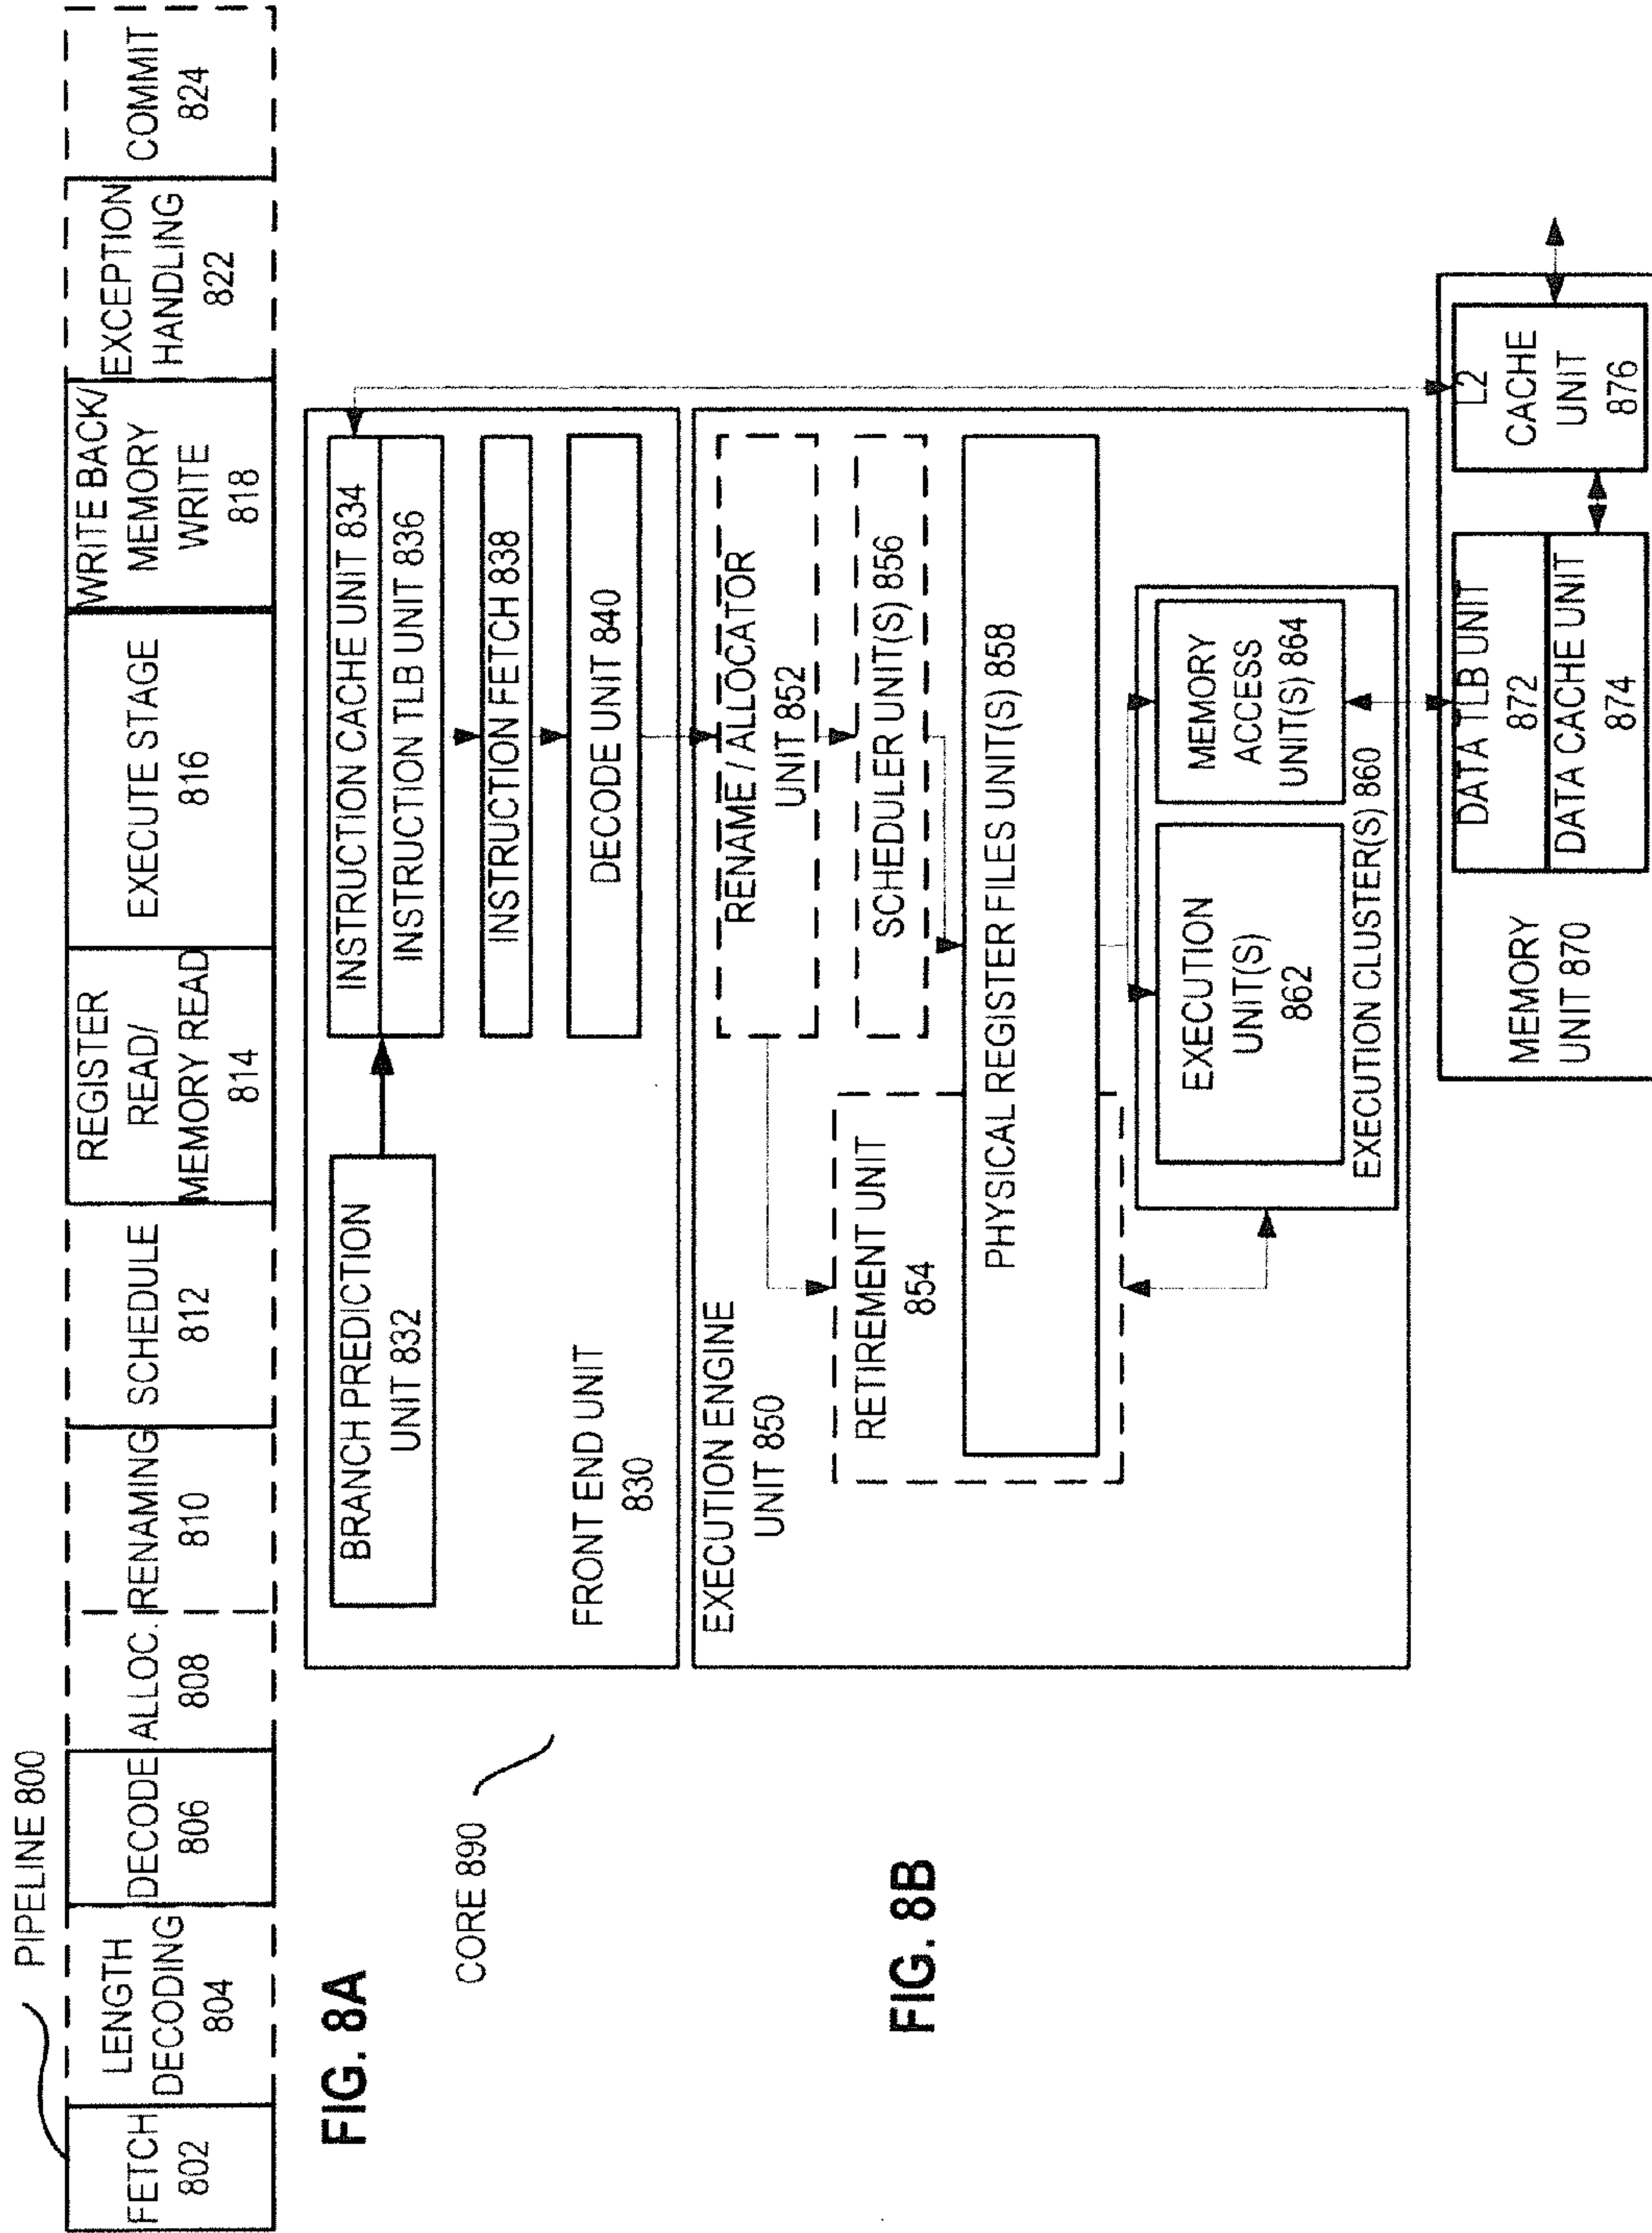 PIPELINE 800
FETCH
802
LENGTH
DECODING
804
DECODE
806
ALLOC.
808
RENAMING
810
SCHEDULE
812
REGISTER
READ/
MEMORY READ
814
EXECUTE STAGE
816
WRITE BACK/
MEMORY
WRITE
818
EXCEPTION
HANDLING
822
COMMIT
824
FIG. 8A
CORE 890
BRANCH PREDICTION
UNIT 832
INSTRUCTION CACHE UNIT 834
INSTRUCTION TLB UNIT 836
INSTRUCTION FETCH 838
DECODE UNIT 840
FRONT END UNIT
830
EXECUTION ENGINE
UNIT 850
RENAME / ALLOCATOR
UNIT 852
SCHEDULER UNIT(S) 856
RETIREMENT UNIT
854
PHYSICAL REGISTER FILES UNIT(S) 858
EXECUTION
UNIT(S)
862
MEMORY
ACCESS
UNIT(S) 864
EXECUTION CLUSTER(S) 860
FIG. 8B
MEMORY
UNIT 870
DATA TLB UNIT
872
DATA CACHE UNIT
874
L2
CACHE
UNIT
876